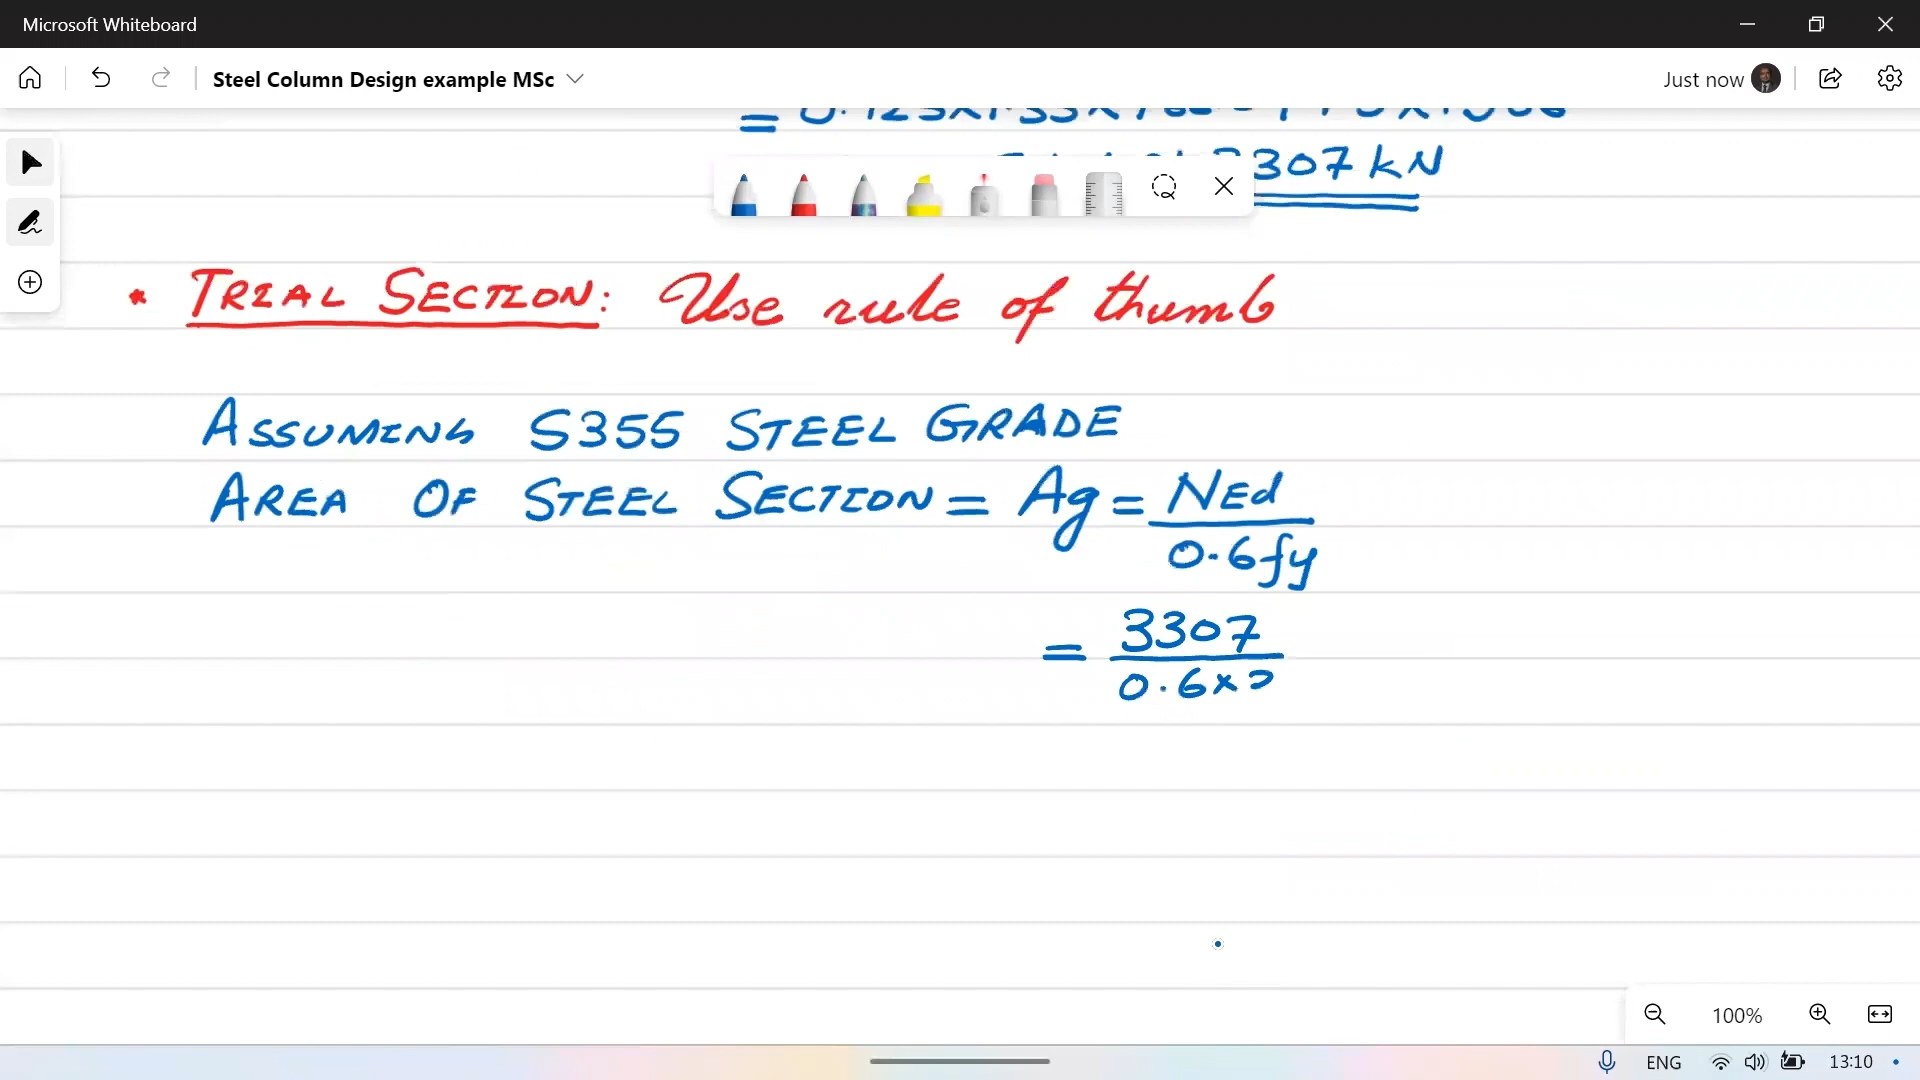 Microsoft Whiteboard
Steel Column Design example MSc
Just now
307 kN
* TRIAL SECTION: Use rule of thumb
ASSUMING S355 STEEL GRADE
AREA OF STEEL SECTION = Ag = NEd / 0.6fy
= 3307 / 0.6x
100%
ENG
13:10